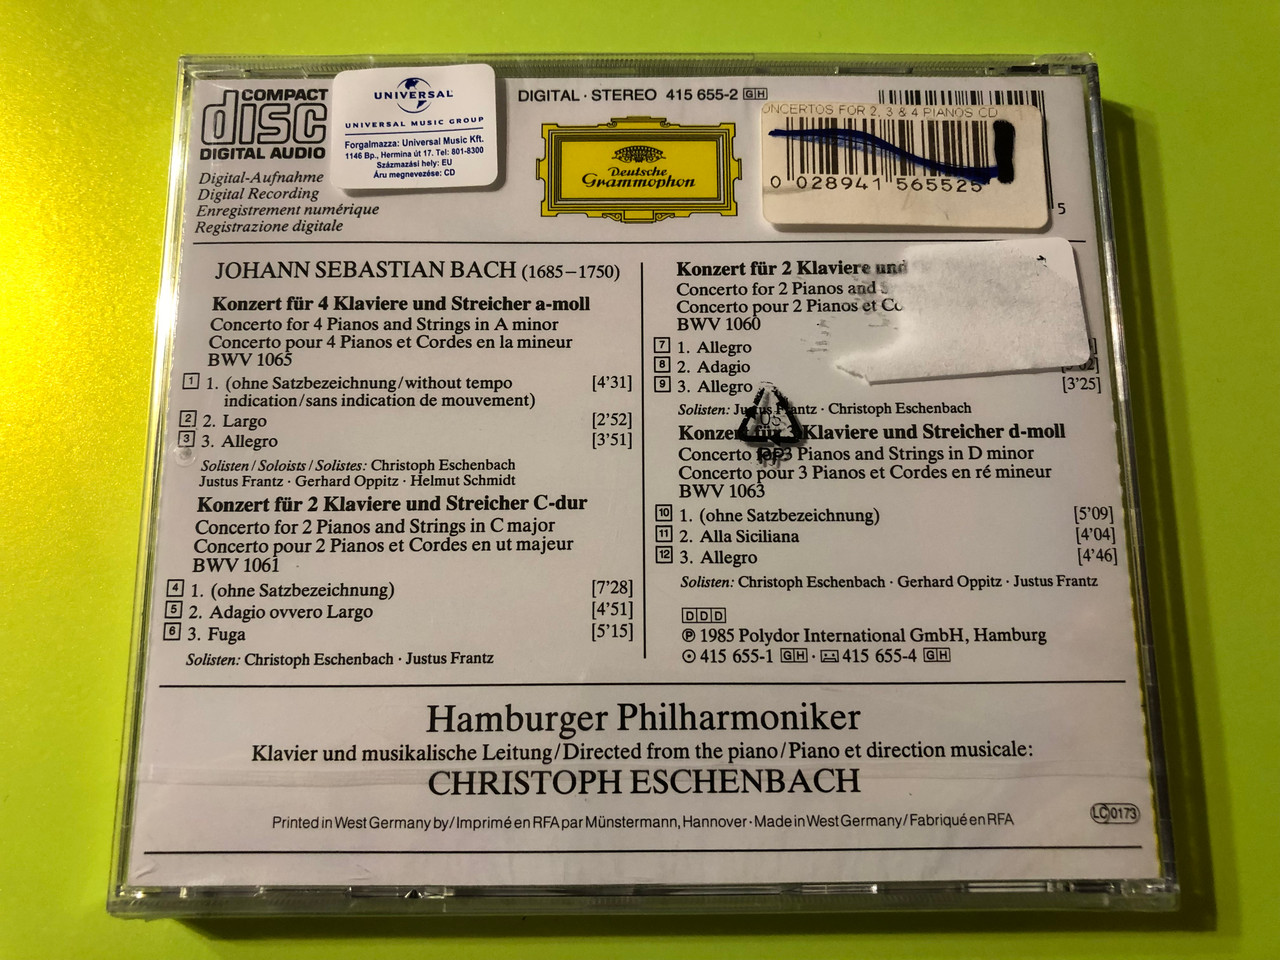 COMPACT
disc
DIGITAL AUDIO
UNIVERSAL
UNIVERSAL MUSIC GROUP
Forgalmazza: Universal Music Kft.
1146 Bp., Hermina út 17. Tel: 801-8300
Származási hely: EU
Áru megnevezése: CD
DIGITAL · STEREO 415 655-2 GH
Deutsche
Grammophon
ONCERTOS FOR 2, 3 & 4 PIANOS CD
0 028941 565525
5
Digital-Aufnahme
Digital Recording
Enregistrement numérique
Registrazione digitale
JOHANN SEBASTIAN BACH (1685–1750)
Konzert für 4 Klaviere und Streicher a-moll
Concerto for 4 Pianos and Strings in A minor
Concerto pour 4 Pianos et Cordes en la mineur
BWV 1065
1 1. (ohne Satzbezeichnung/without tempo indication/sans indication de mouvement) [4'31]
2 2. Largo [2'52]
3 3. Allegro [3'51]
Solisten/Soloists/Solistes: Christoph Eschenbach
Justus Frantz · Gerhard Oppitz · Helmut Schmidt
Konzert für 2 Klaviere und Streicher C-dur
Concerto for 2 Pianos and Strings in C major
Concerto pour 2 Pianos et Cordes en ut majeur
BWV 1061
4 1. (ohne Satzbezeichnung) [7'28]
5 2. Adagio ovvero Largo [4'51]
6 3. Fuga [5'15]
Solisten: Christoph Eschenbach · Justus Frantz
Konzert für 2 Klaviere und
Concerto for 2 Pianos and
Concerto pour 2 Pianos et
BWV 1060
7 1. Allegro
8 2. Adagio
9 3. Allegro [3'25]
Solisten: Justus Frantz · Christoph Eschenbach
Konzert für 3 Klaviere und Streicher d-moll
Concerto for 3 Pianos and Strings in D minor
Concerto pour 3 Pianos et Cordes en ré mineur
BWV 1063
05
PP
10 1. (ohne Satzbezeichnung) [5'09]
11 2. Alla Siciliana [4'04]
12 3. Allegro [4'46]
Solisten: Christoph Eschenbach · Gerhard Oppitz · Justus Frantz
DDD
℗ 1985 Polydor International GmbH, Hamburg
415 655-1 GH · 415 655-4 GH
Hamburger Philharmoniker
Klavier und musikalische Leitung/Directed from the piano/Piano et direction musicale:
CHRISTOPH ESCHENBACH
Printed in West Germany by/Imprimé en RFA par Münstermann, Hannover · Made in West Germany/Fabriqué en RFA
LC 0173